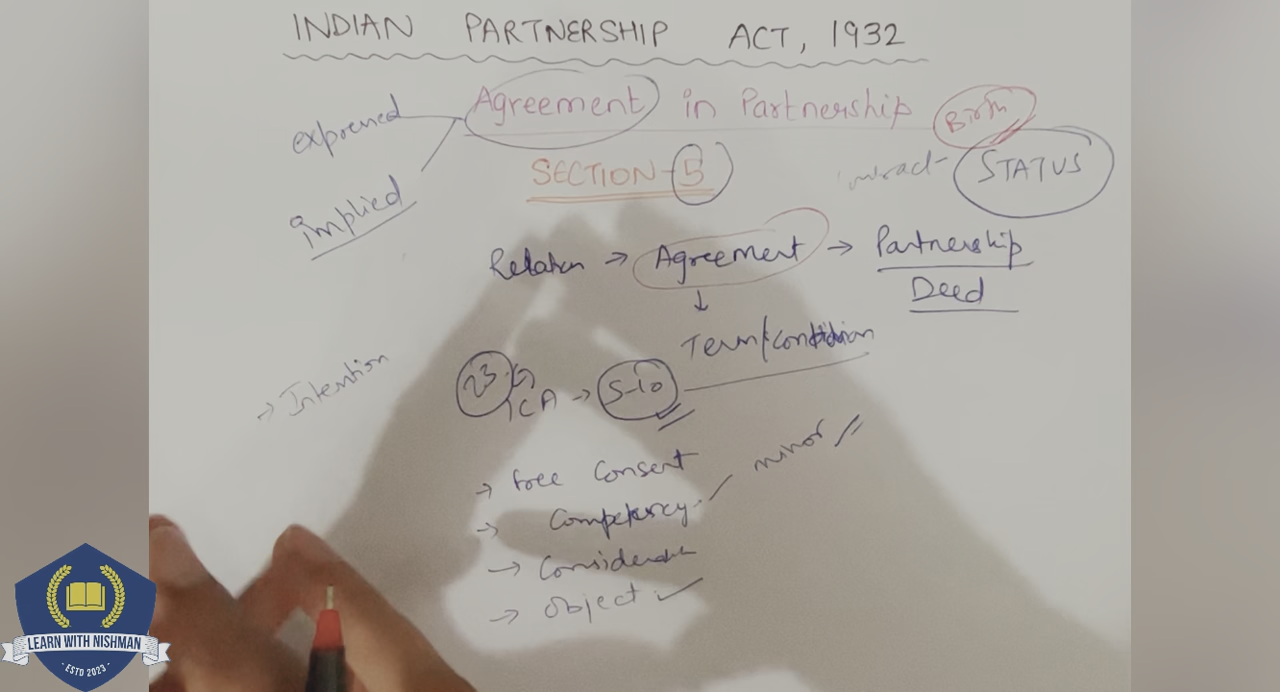 INDIAN PARTNERSHIP ACT, 1932
Agreement in Partnership
Birth
expressed
implied
SECTION-5
STATUS
Relation → Agreement → Partnership
Deed
↓
Term/condition
→ Intention
23
ICA → S-10
→ free Consent
→ Competency minor
→ Consideration
→ object
LEARN WITH NISHMAN
- ESTD 2023 -